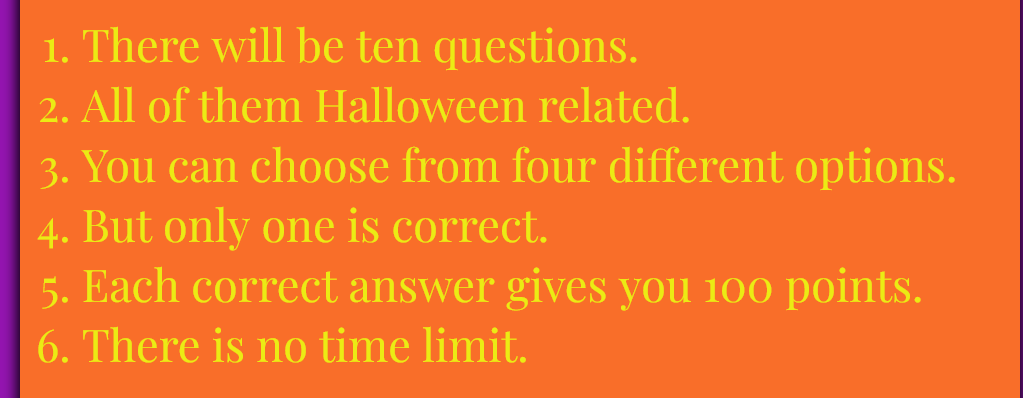 1. There will be ten questions.
2. All of them Halloween related.
3. You can choose from four different options.
4. But only one is correct.
5. Each correct answer gives you 100 points.
6. There is no time limit.